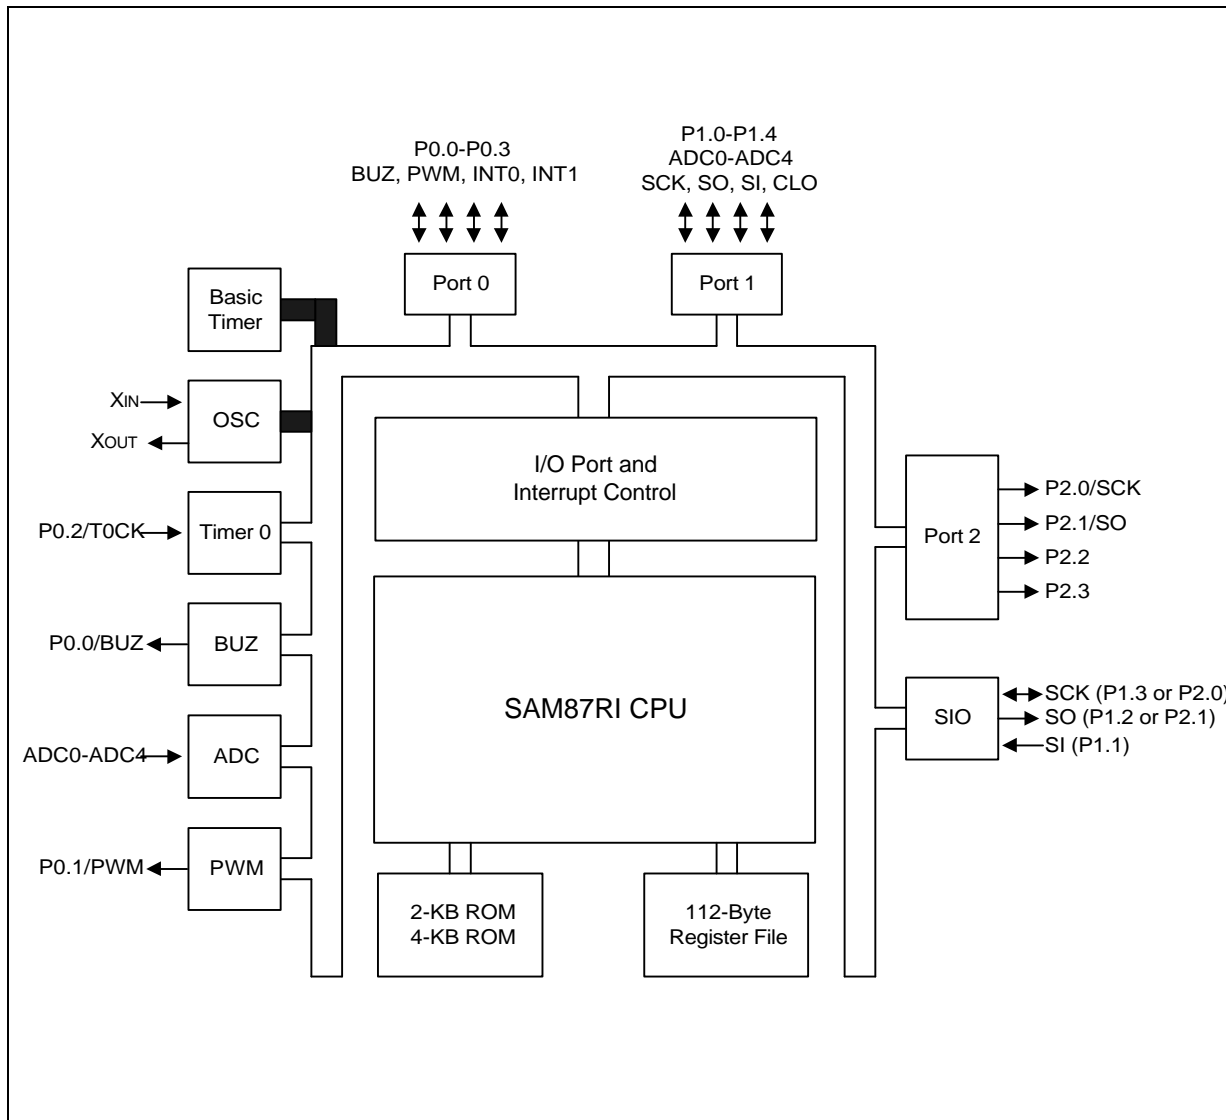 P0.0-P0.3
BUZ, PWM, INT0, INT1
P1.0-P1.4
ADC0-ADC4
SCK, SO, SI, CLO
Port 0
Port 1
Basic
Timer
XIN
XOUT
OSC
I/O Port and
Interrupt Control
P0.2/T0CK
Timer 0
Port 2
P2.0/SCK
P2.1/SO
P2.2
P2.3
P0.0/BUZ
BUZ
SAM87RI CPU
SIO
SCK (P1.3 or P2.0)
SO (P1.2 or P2.1)
SI (P1.1)
ADC0-ADC4
ADC
P0.1/PWM
PWM
2-KB ROM
4-KB ROM
112-Byte
Register File